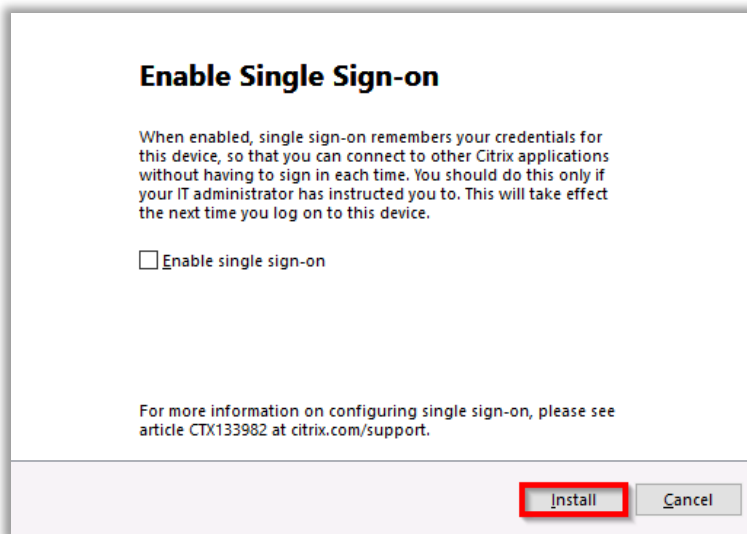 Enable Single Sign-on
When enabled, single sign-on remembers your credentials for
this device, so that you can connect to other Citrix applications
without having to sign in each time. You should do this only if
your IT administrator has instructed you to. This will take effect
the next time you log on to this device.
Enable single sign-on
For more information on configuring single sign-on, please see
article CTX133982 at citrix.com/support.
Install
Cancel